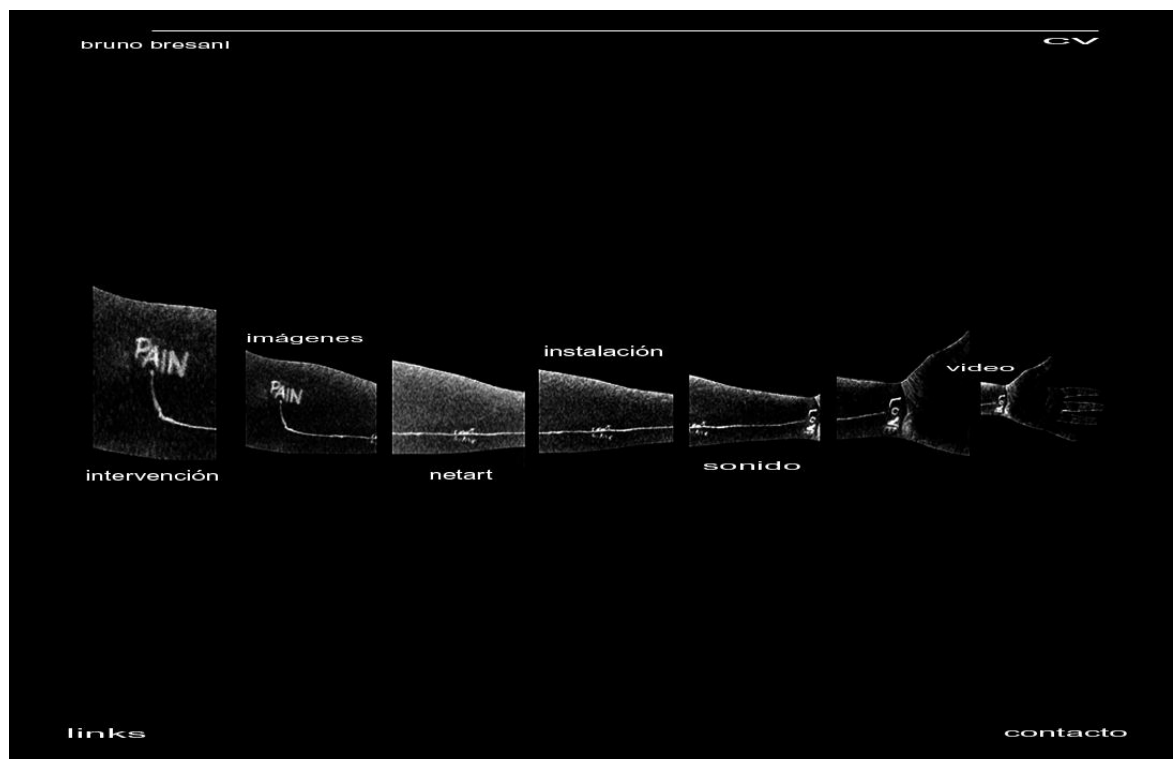 bruno bresani
cv
PAIN
imágenes
PAIN
instalación
video
intervención
netart
sonido
links
contacto